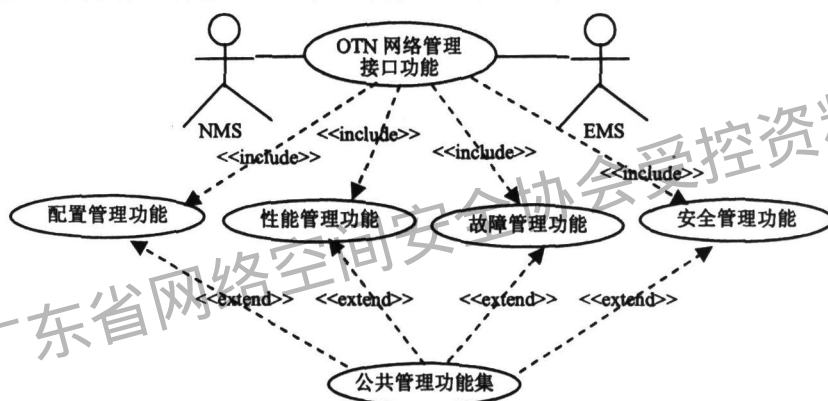 OTN 网络管理
接口功能
NMS
EMS
<<include>>
<<include>>
<<include>>
<<include>>
配置管理功能
性能管理功能
故障管理功能
安全管理功能
<<extend>>
<<extend>>
<<extend>>
<<extend>>
公共管理功能集
广东省网络空间安全协会受控资料